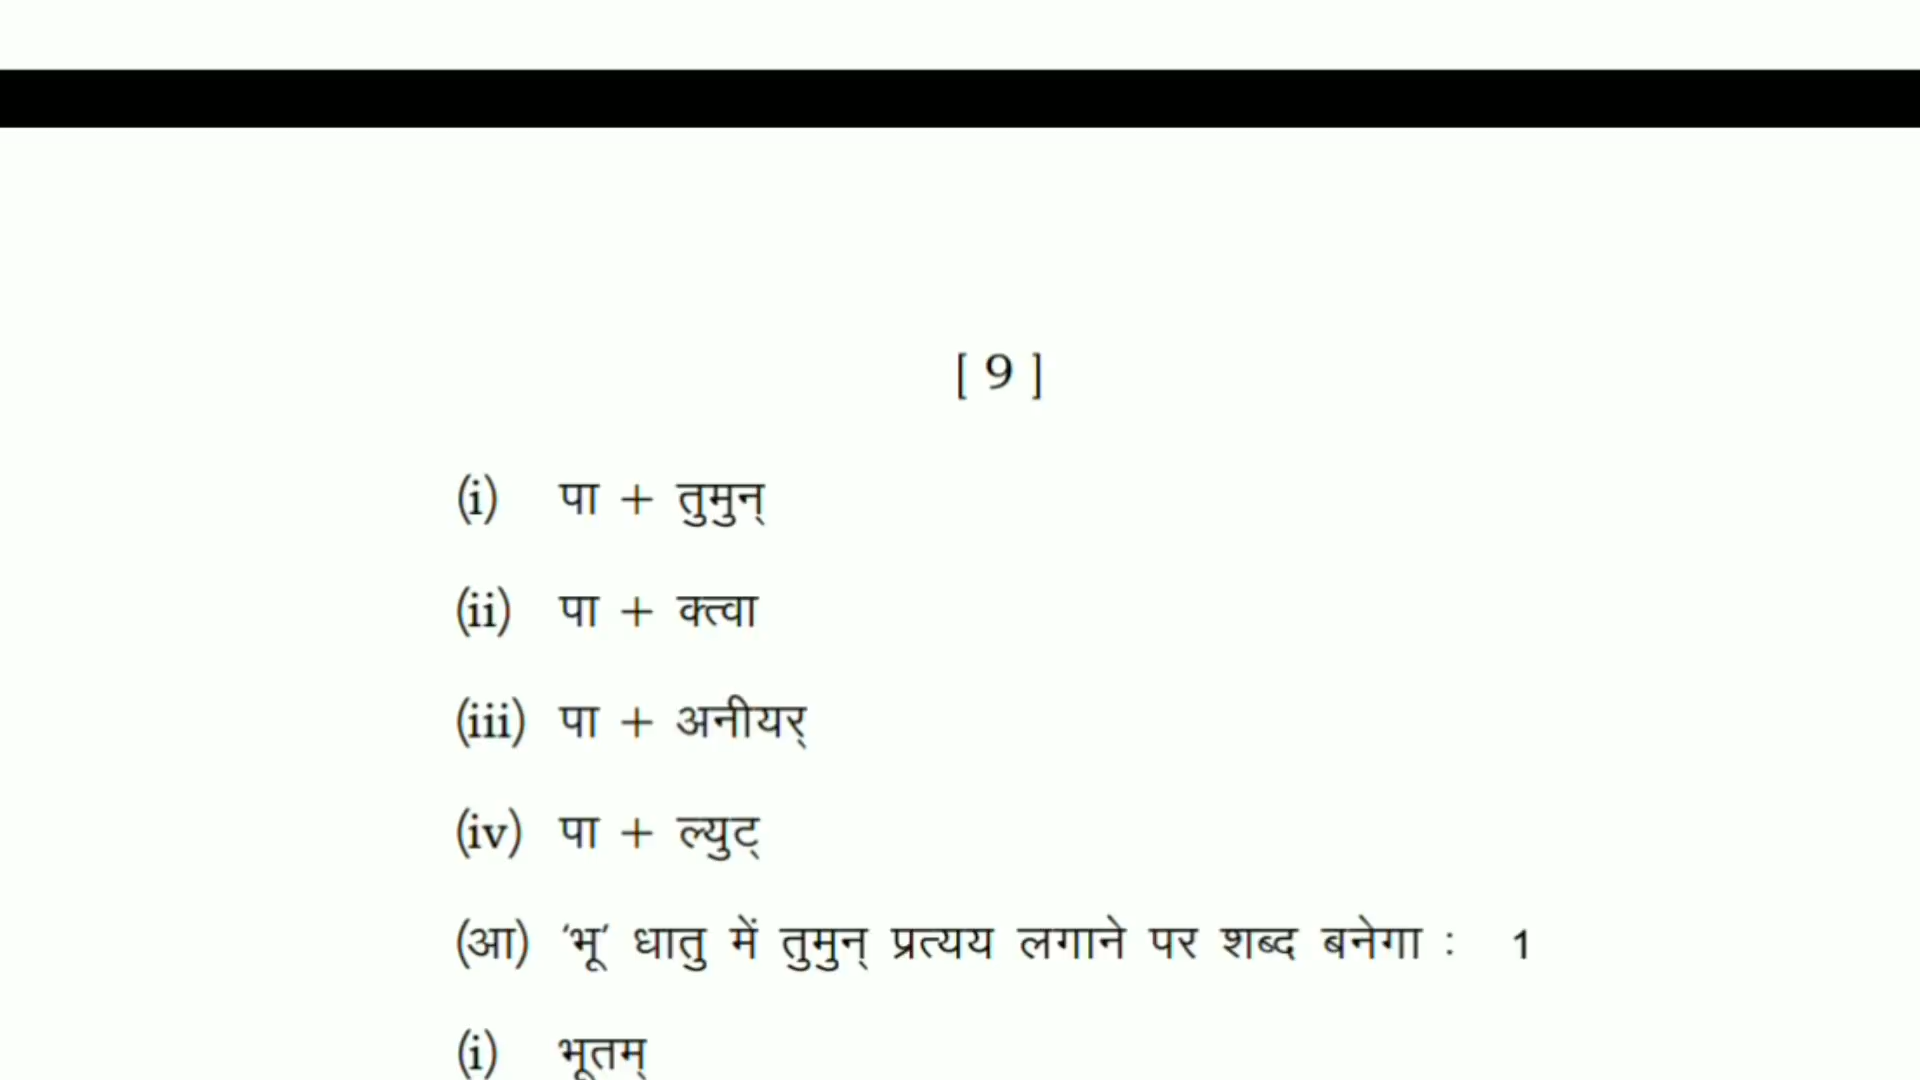 [ 9 ]
(i) पा + तुमुन्
(ii) पा + क्त्वा
(iii) पा + अनीयर्
(iv) पा + ल्युट्
(आ) ‘भू’ धातु में तुमुन् प्रत्यय लगाने पर शब्द बनेगा : 1
(i) भूतम्